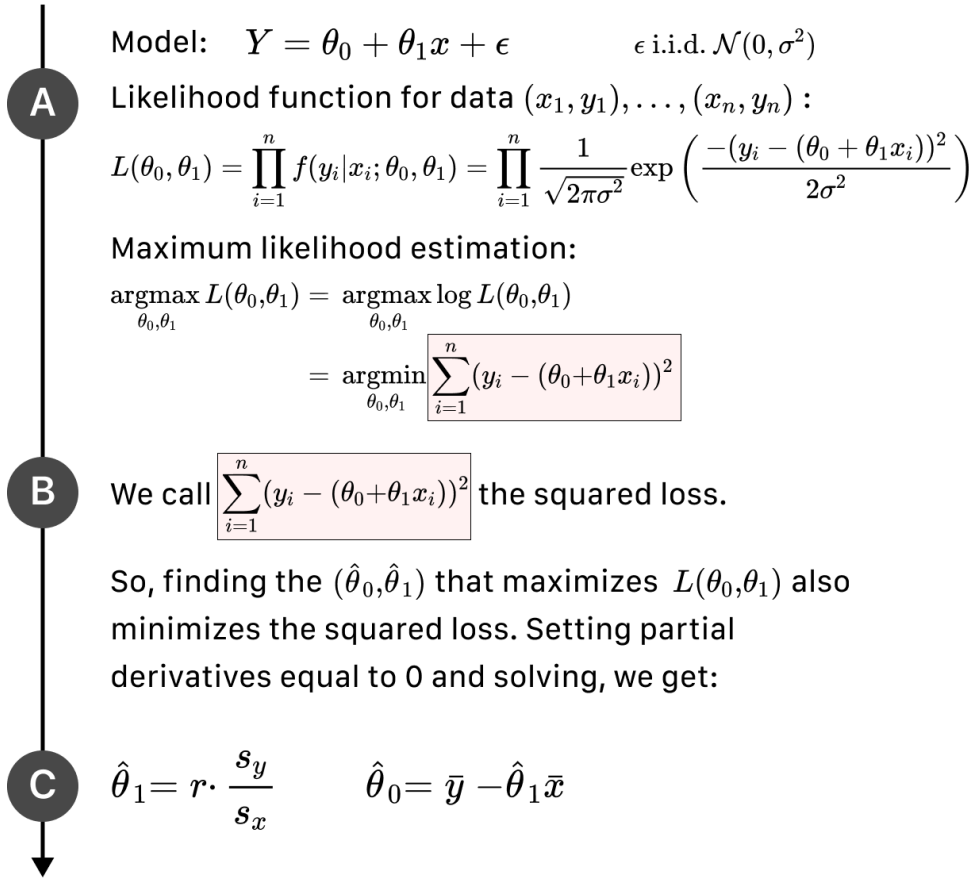 Model: Y = θ₀ + θ₁x + ϵ ϵ i.i.d. 𝒩(0, σ²)
A
Likelihood function for data (x₁, y₁), . . . , (xₙ, yₙ) :
L(θ₀, θ₁) = ∏ᵢ₌₁ⁿ f(yᵢ|xᵢ; θ₀, θ₁) = ∏ᵢ₌₁ⁿ 1/√(2πσ²) exp( −(yᵢ − (θ₀ + θ₁xᵢ))² / 2σ² )
Maximum likelihood estimation:
argmax_{θ₀,θ₁} L(θ₀,θ₁) = argmax_{θ₀,θ₁} log L(θ₀,θ₁)
= argmin_{θ₀,θ₁} ∑ᵢ₌₁ⁿ (yᵢ − (θ₀+θ₁xᵢ))²
B
We call ∑ᵢ₌₁ⁿ (yᵢ − (θ₀+θ₁xᵢ))² the squared loss.
So, finding the (θ̂₀,θ̂₁) that maximizes L(θ₀,θ₁) also
minimizes the squared loss. Setting partial
derivatives equal to 0 and solving, we get:
C
θ̂₁= r· s_y/s_x θ̂₀= ȳ −θ̂₁x̄